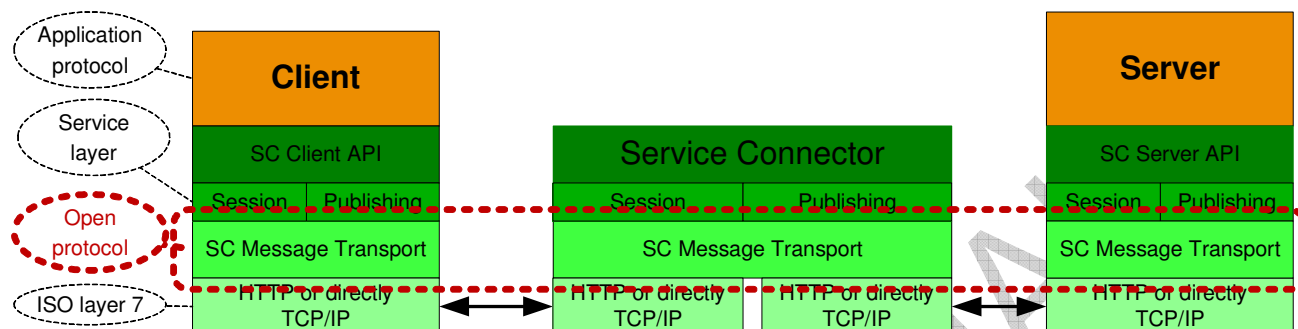 Application
protocol
Client
Server
Service
layer
SC Client API
Service Connector
SC Server API
Session
Publishing
Session
Publishing
Session
Publishing
Open
protocol
SC Message Transport
SC Message Transport
SC Message Transport
ISO layer 7
HTTP or directly
TCP/IP
HTTP or directly
TCP/IP
HTTP or directly
TCP/IP
HTTP or directly
TCP/IP